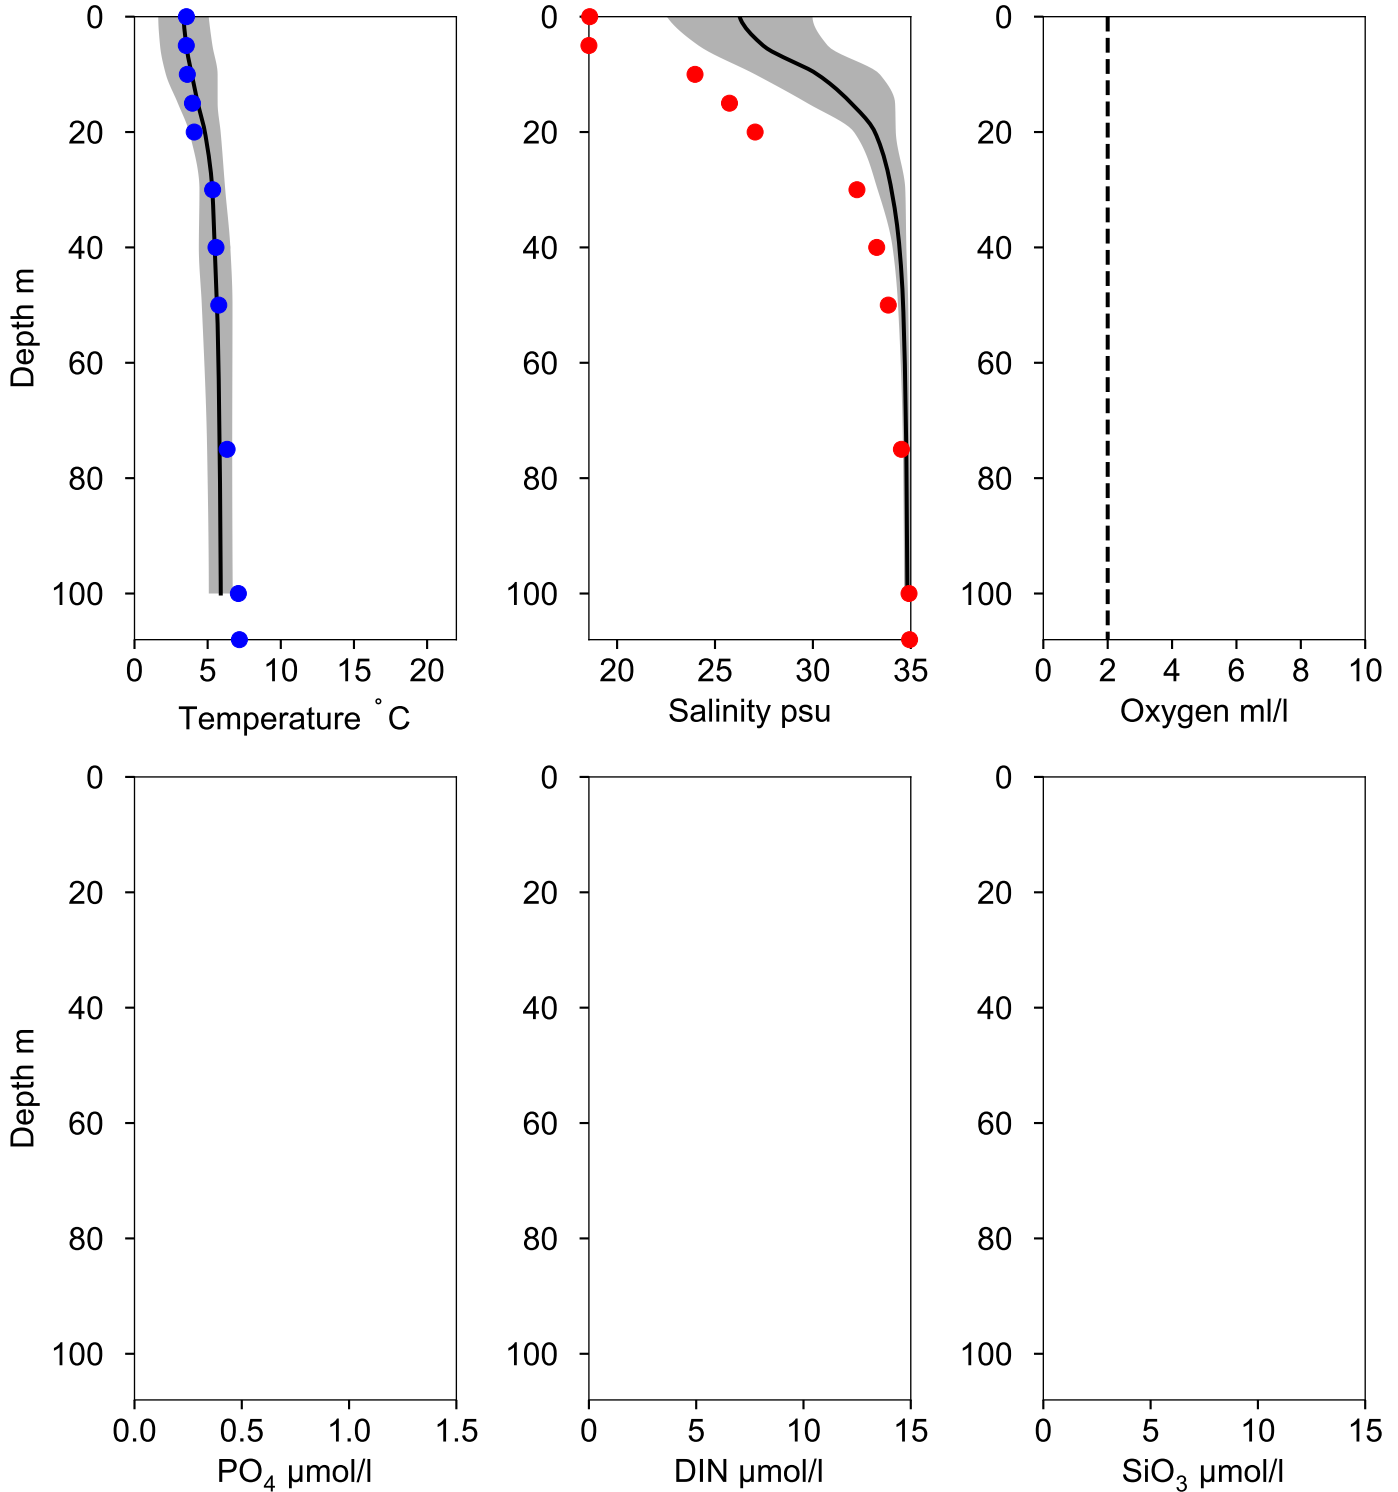 0
20
40
60
80
100
Depth m
0 5 10 15 20
Temperature °C
0
20
40
60
80
100
20 25 30 35
Salinity psu
0
20
40
60
80
100
0 2 4 6 8 10
Oxygen ml/l
0
20
40
60
80
100
Depth m
0.0 0.5 1.0 1.5
PO₄ µmol/l
0
20
40
60
80
100
0 5 10 15
DIN µmol/l
0
20
40
60
80
100
0 5 10 15
SiO₃ µmol/l